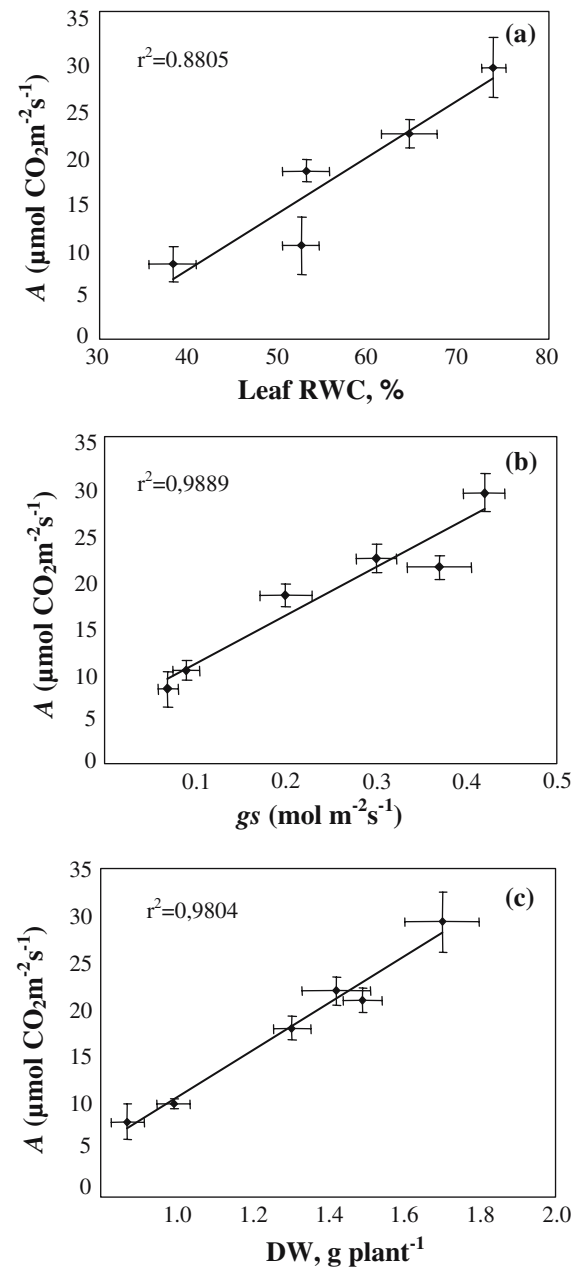 (a)
r²=0.8805
A (µmol CO₂m⁻²s⁻¹)
35
30
25
20
15
10
5
0
30 40 50 60 70 80
Leaf RWC, %
(b)
r²=0,9889
A (µmol CO₂m⁻²s⁻¹)
35
30
25
20
15
10
5
0
0.1 0.2 0.3 0.4 0.5
gs (mol m⁻²s⁻¹)
(c)
r²=0,9804
A (µmol CO₂m⁻²s⁻¹)
35
30
25
20
15
10
5
0
1.0 1.2 1.4 1.6 1.8 2.0
DW, g plant⁻¹